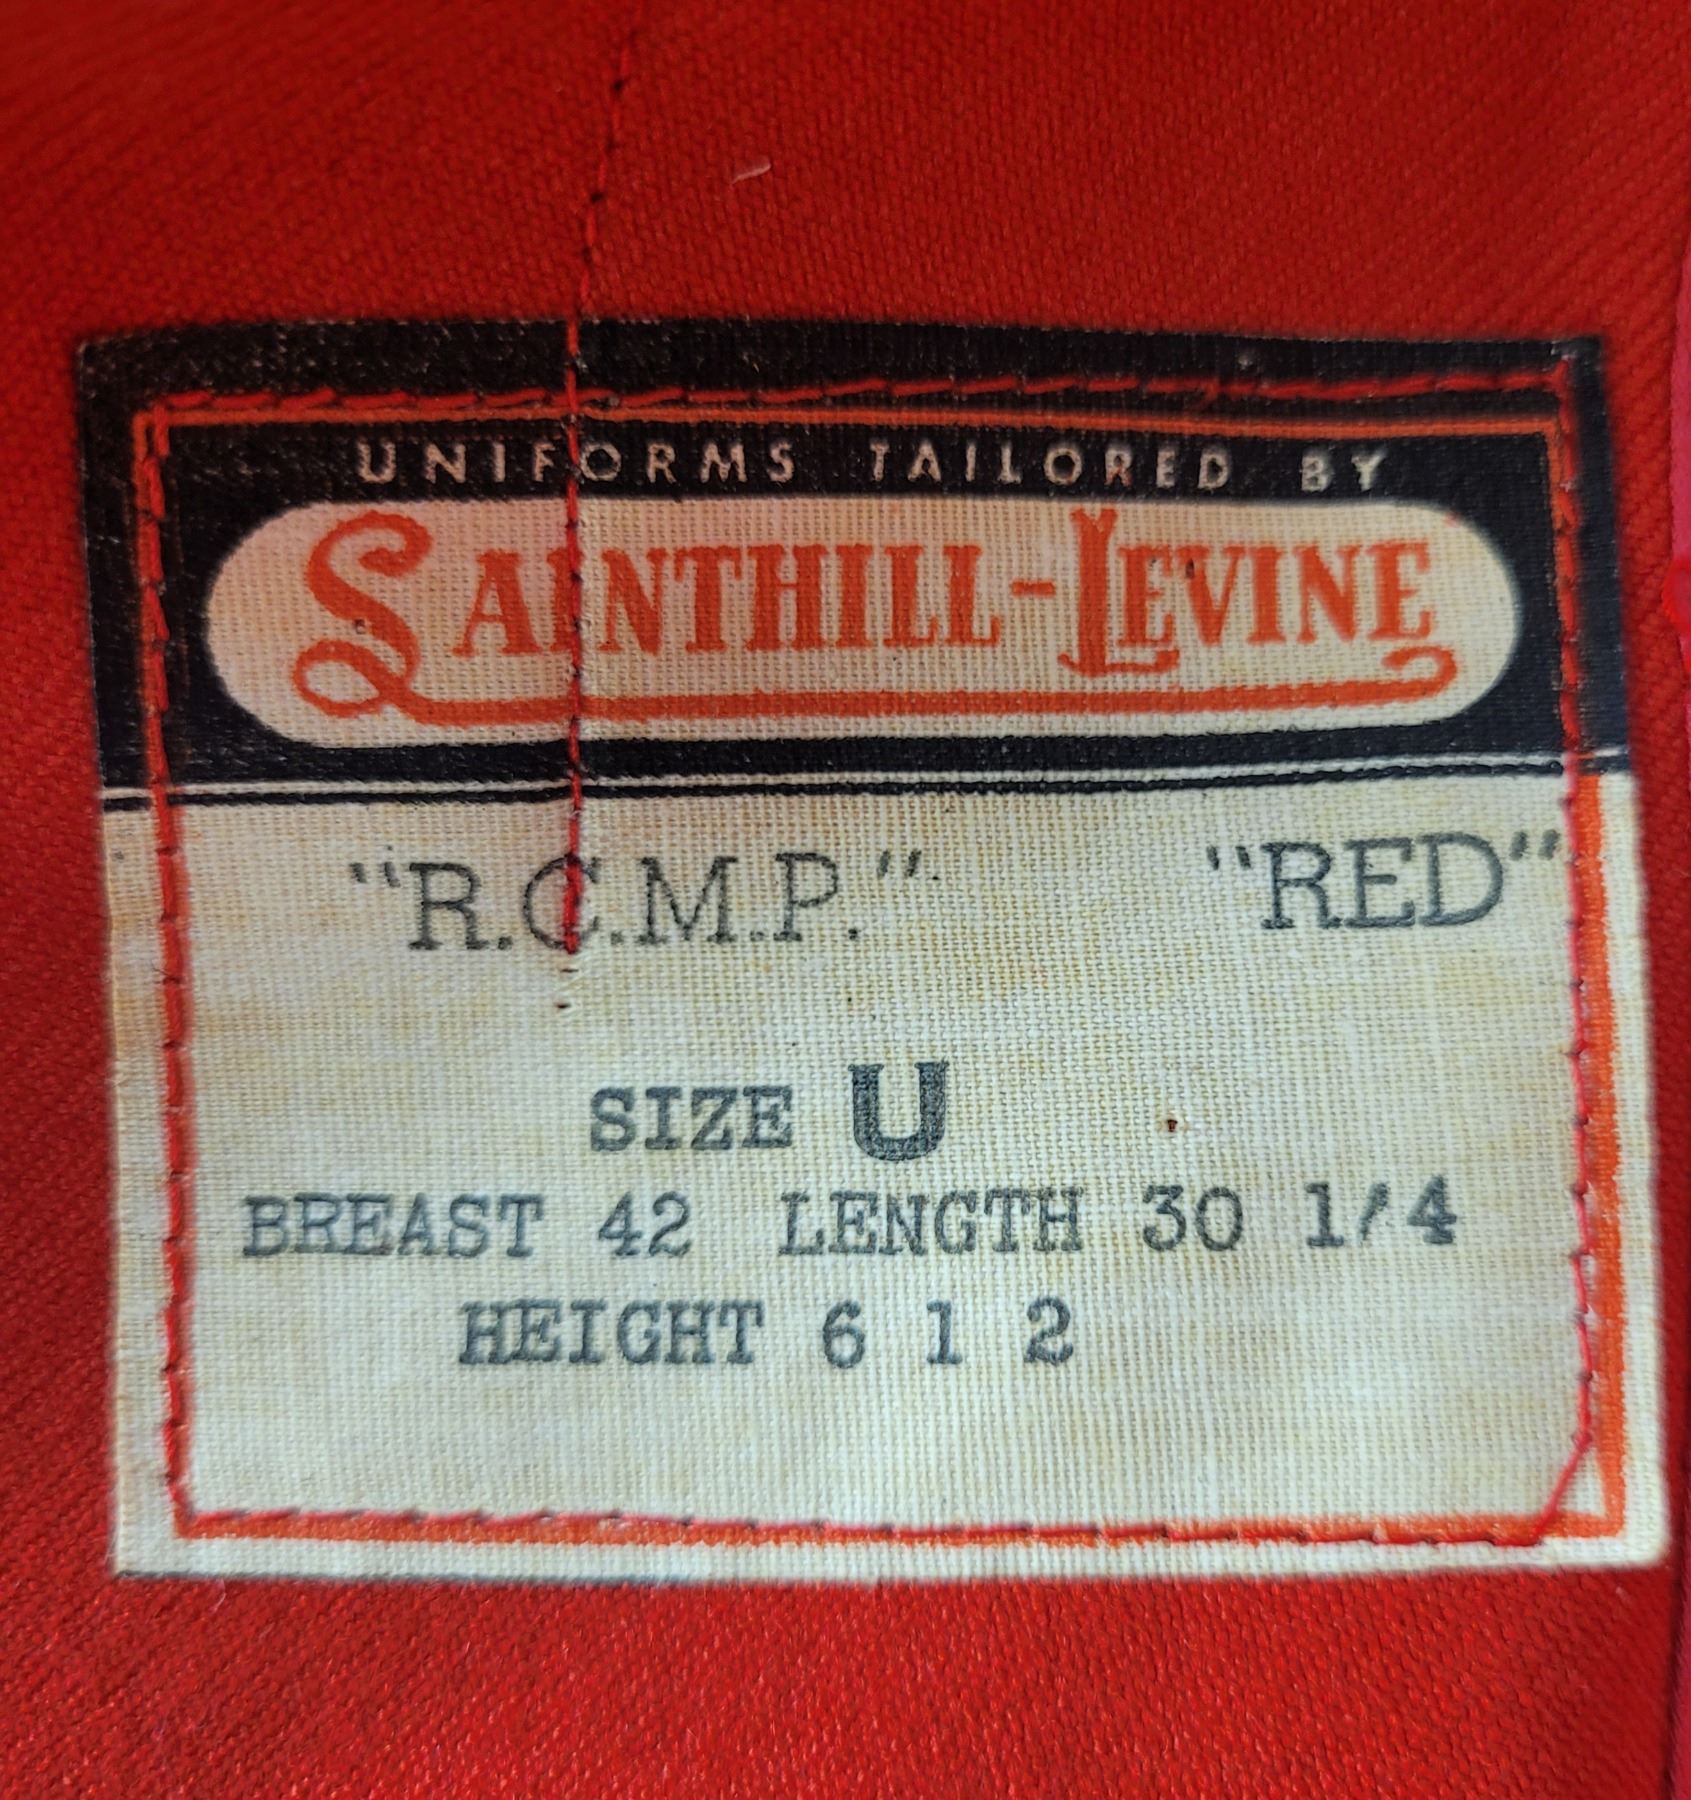 UNIFORMS TAILORED BY
SAINTHILL-LEVINE
"R.C.M.P." "RED"
SIZE U
BREAST 42 LENGTH 30 1/4
HEIGHT 6 1 2